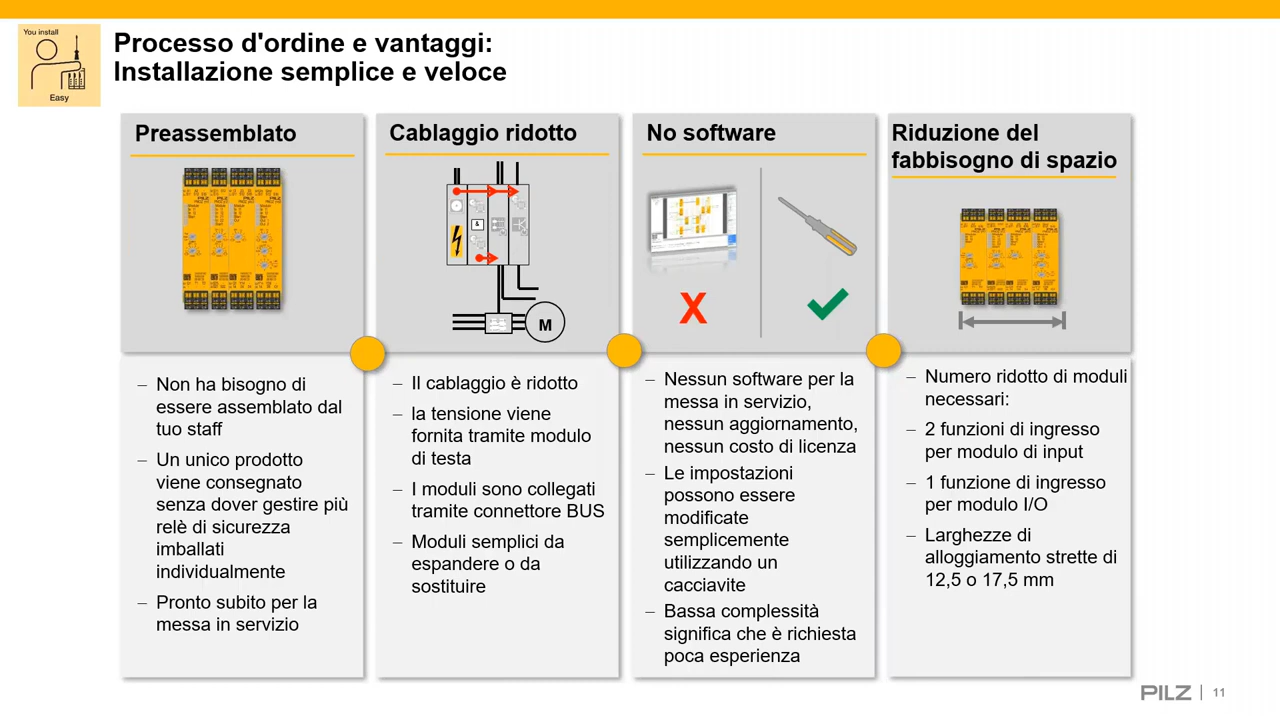 You install
Easy
Processo d'ordine e vantaggi:
Installazione semplice e veloce
Preassemblato
– Non ha bisogno di
essere assemblato dal
tuo staff
– Un unico prodotto
viene consegnato
senza dover gestire più
relè di sicurezza
imballati
individualmente
– Pronto subito per la
messa in servizio
Cablaggio ridotto
&
M
– Il cablaggio è ridotto
– la tensione viene
fornita tramite modulo
di testa
– I moduli sono collegati
tramite connettore BUS
– Moduli semplici da
espandere o da
sostituire
No software
X
– Nessun software per la
messa in servizio,
nessun aggiornamento,
nessun costo di licenza
– Le impostazioni
possono essere
modificate
semplicemente
utilizzando un
cacciavite
– Bassa complessità
significa che è richiesta
poca esperienza
Riduzione del
fabbisogno di spazio
– Numero ridotto di moduli
necessari:
– 2 funzioni di ingresso
per modulo di input
– 1 funzione di ingresso
per modulo I/O
– Larghezze di
alloggiamento strette di
12,5 o 17,5 mm
PILZ | 11